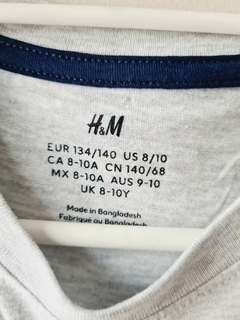 H&M
EUR 134/140 US 8/10
CA 8-10A CN 140/68
MX 8-10A AUS 9-10
UK 8-10Y
Made in Bangladesh
Fabriqué au Bangladesh